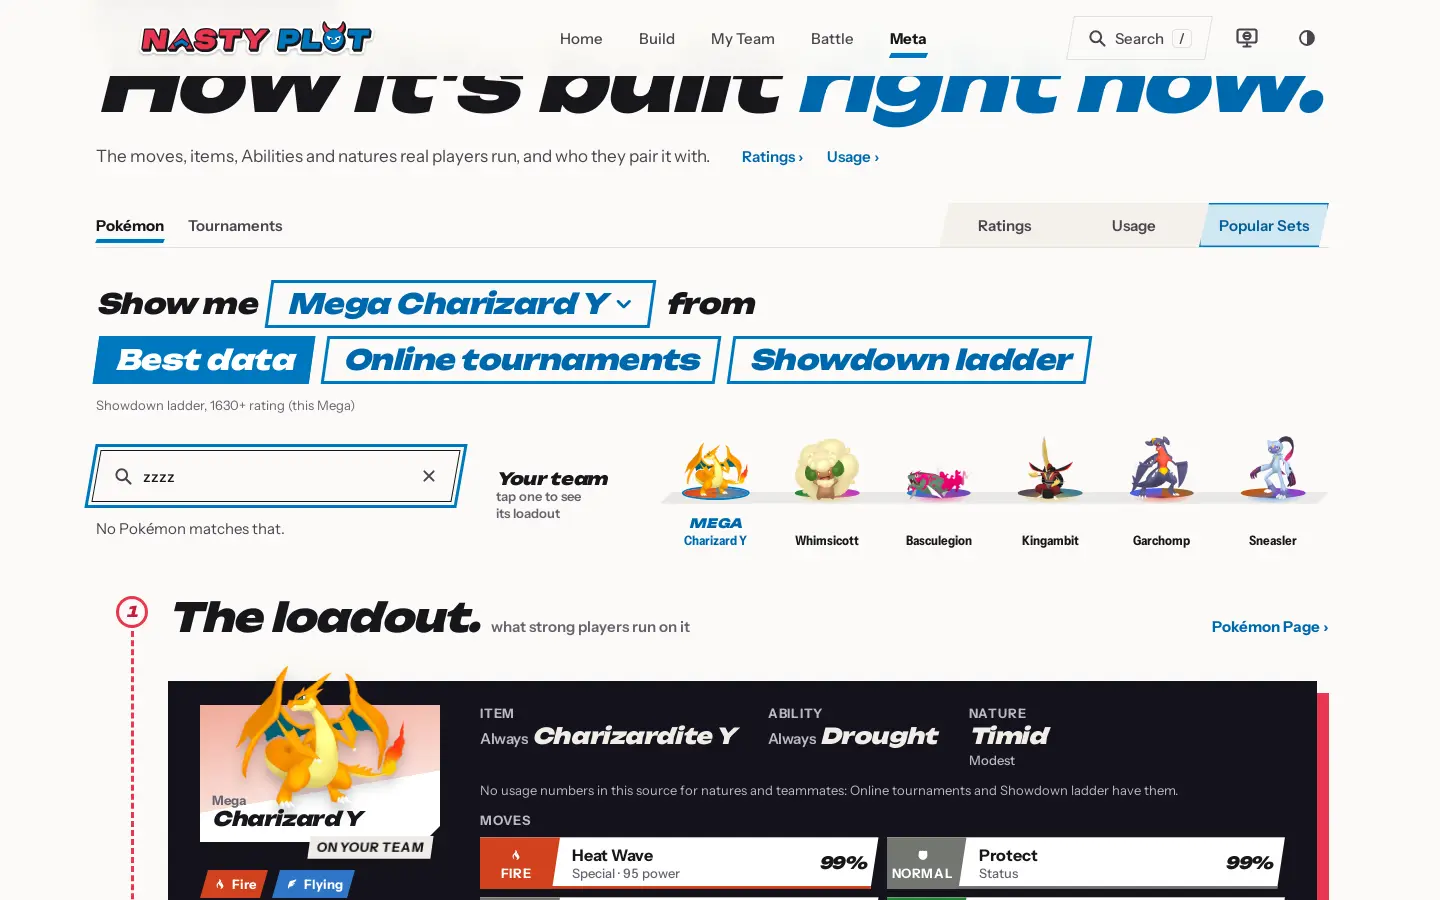 NASTY PLOT
Home
Build
My Team
Battle
Meta
Search /
How it's built right now.
The moves, items, Abilities and natures real players run, and who they pair it with.
Ratings ›
Usage ›
Pokémon
Tournaments
Ratings
Usage
Popular Sets
Show me Mega Charizard Y from
Best data
Online tournaments
Showdown ladder
Showdown ladder, 1630+ rating (this Mega)
zzzz
No Pokémon matches that.
Your team
tap one to see
its loadout
MEGA
Charizard Y
Whimsicott
Basculegion
Kingambit
Garchomp
Sneasler
1
The loadout. what strong players run on it
Pokémon Page ›
Mega
Charizard Y
ON YOUR TEAM
Fire
Flying
ITEM
Always Charizardite Y
ABILITY
Always Drought
NATURE
Timid
Modest
No usage numbers in this source for natures and teammates: Online tournaments and Showdown ladder have them.
MOVES
FIRE
Heat Wave
Special · 95 power
99%
NORMAL
Protect
Status
99%